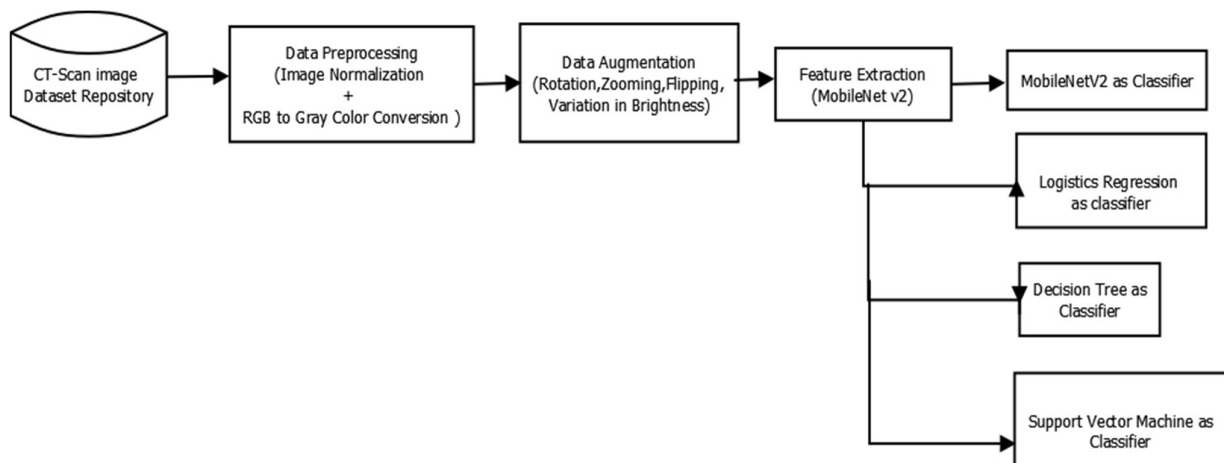 CT-Scan image
Dataset Repository
Data Preprocessing
(Image Normalization
+
RGB to Gray Color Conversion )
Data Augmentation
(Rotation,Zooming,Flipping,
Variation in Brightness)
Feature Extraction
(MobileNet v2)
MobileNetV2 as Classifier
Logistics Regression
as classifier
Decision Tree as
Classifier
Support Vector Machine as
Classifier